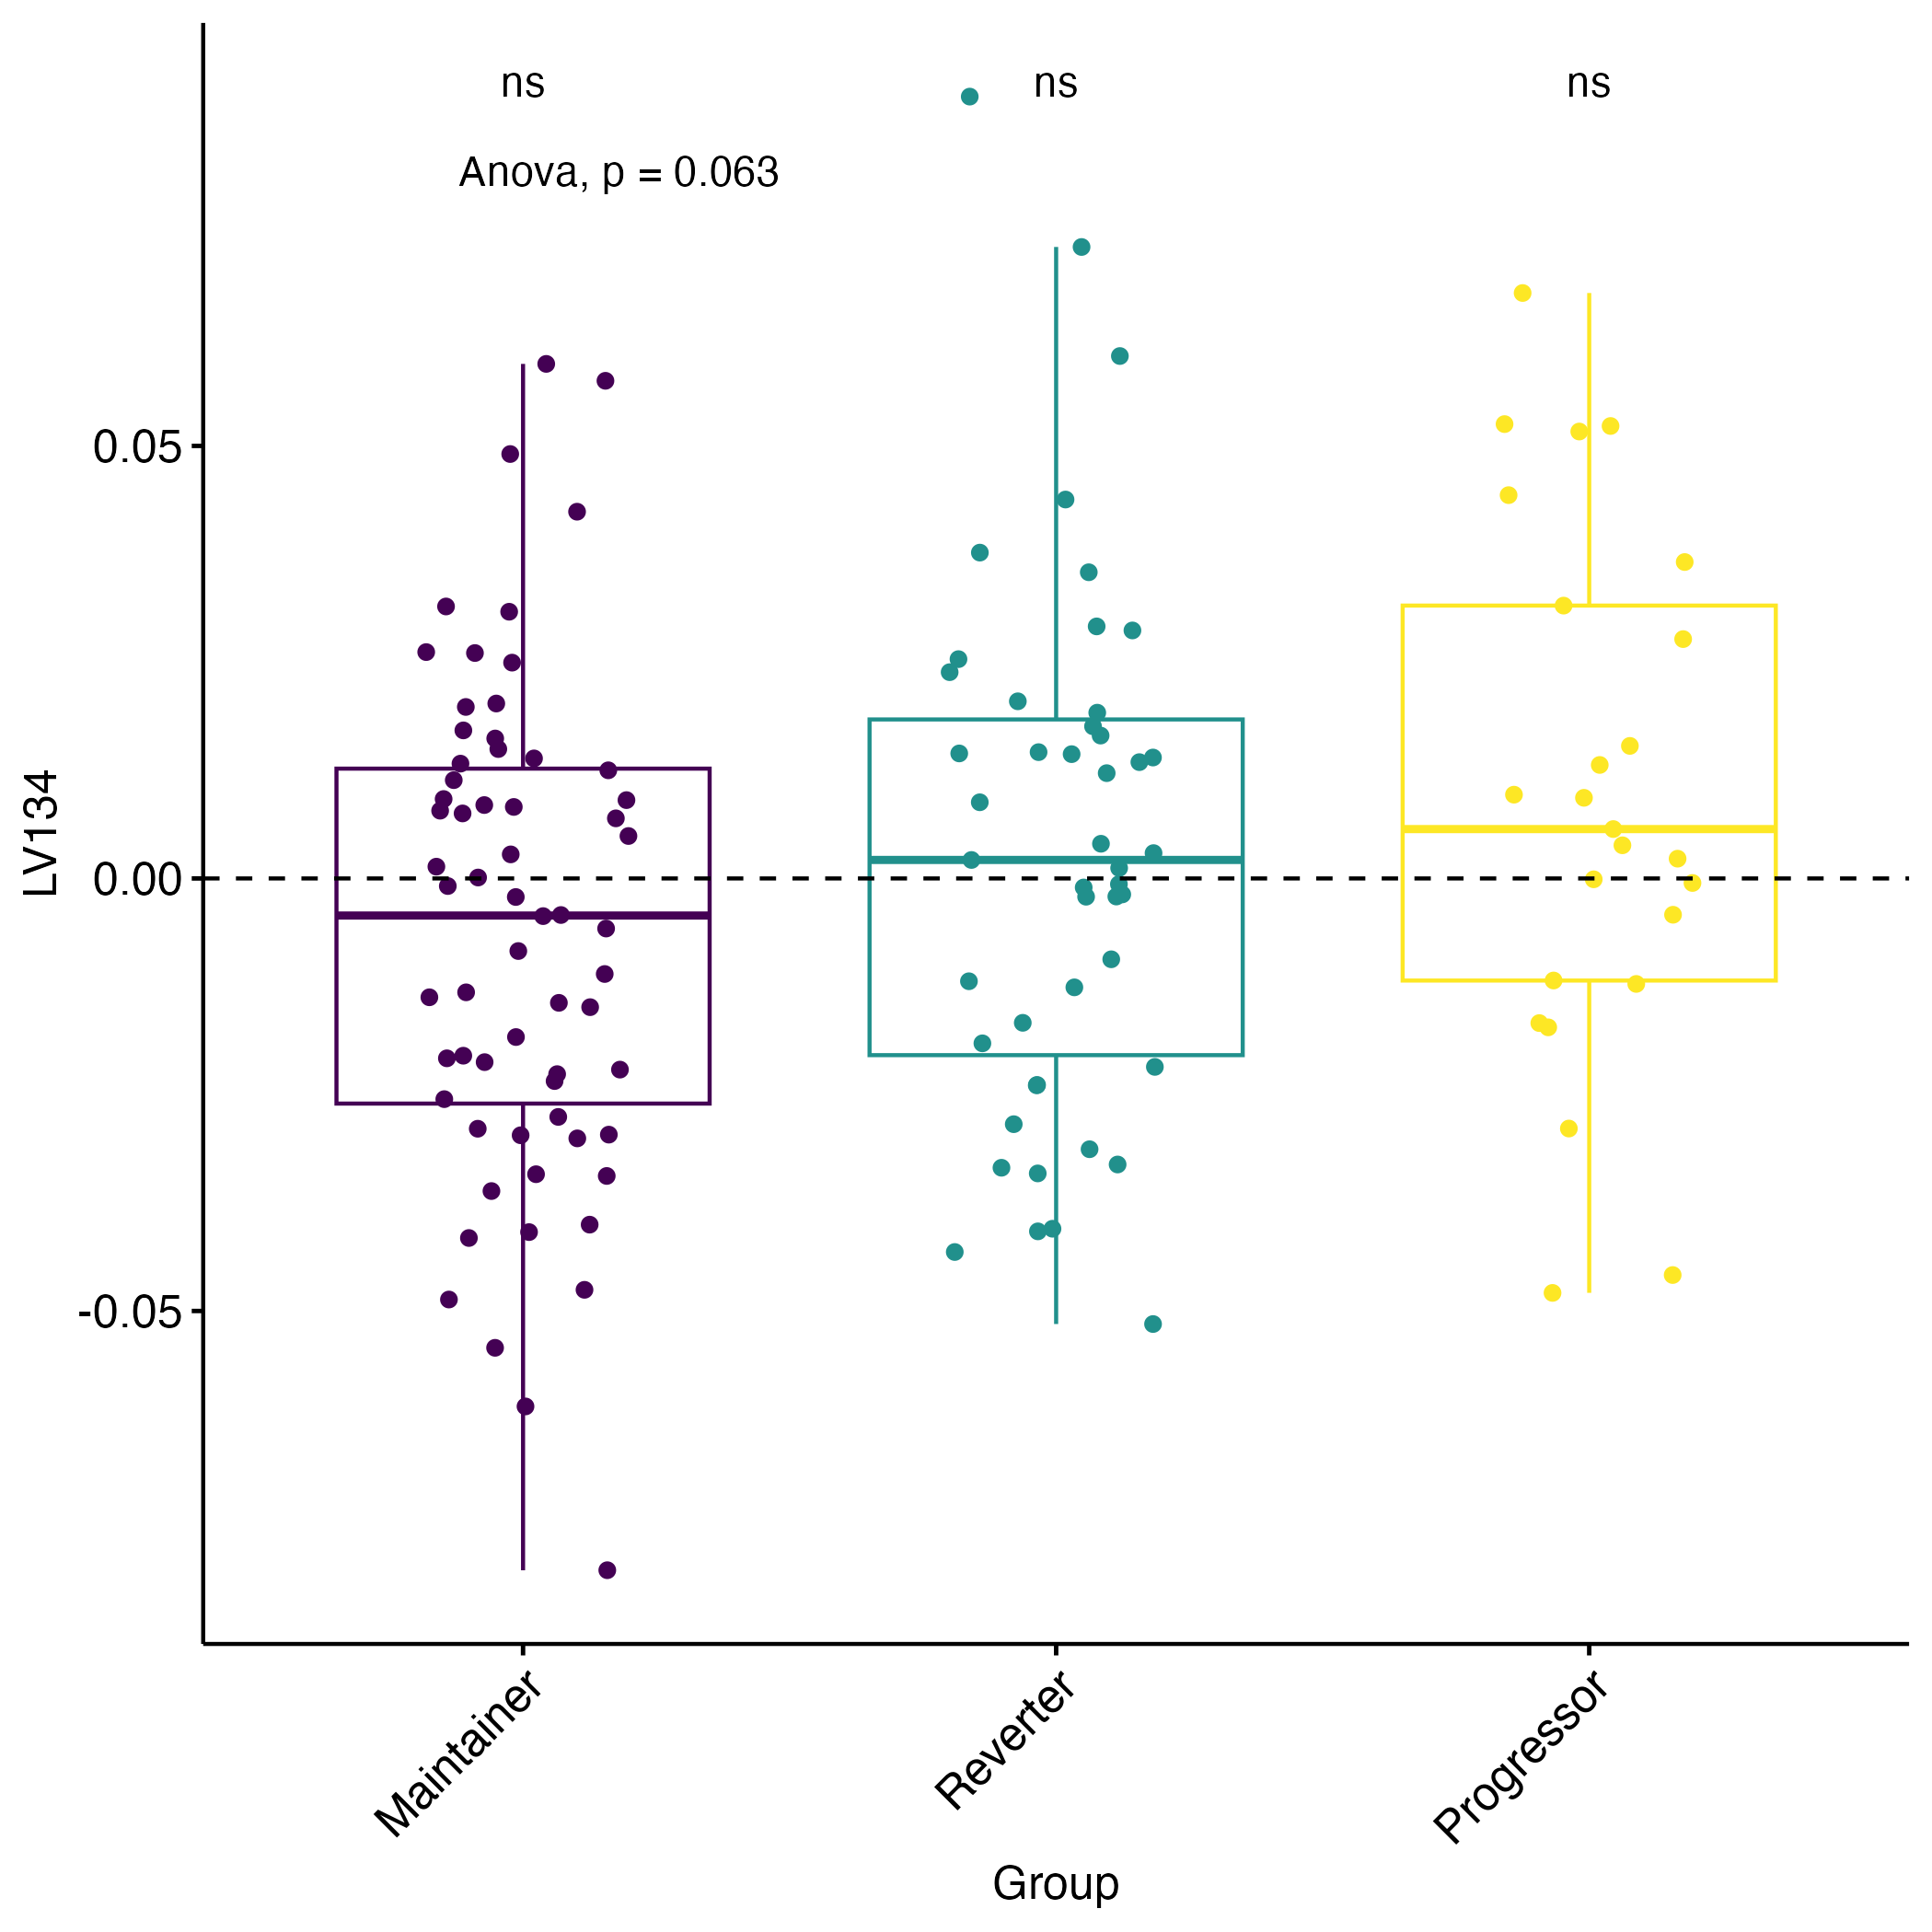 ns ns ns
Anova, p = 0.063
LV134
0.05
0.00
-0.05
Maintainer Reverter Progressor
Group